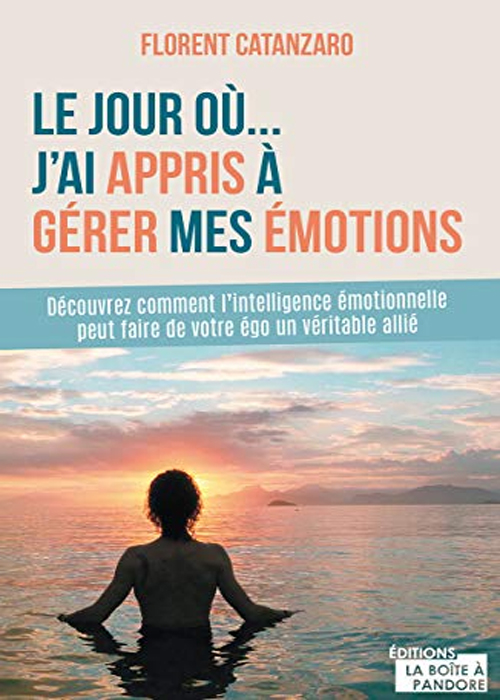 FLORENT CATANZARO
LE JOUR OÙ...
J'AI APPRIS À
GÉRER MES ÉMOTIONS
Découvrez comment l'intelligence émotionnelle
peut faire de votre égo un véritable allié
ÉDITIONS
LA BOÎTE À
PANDORE